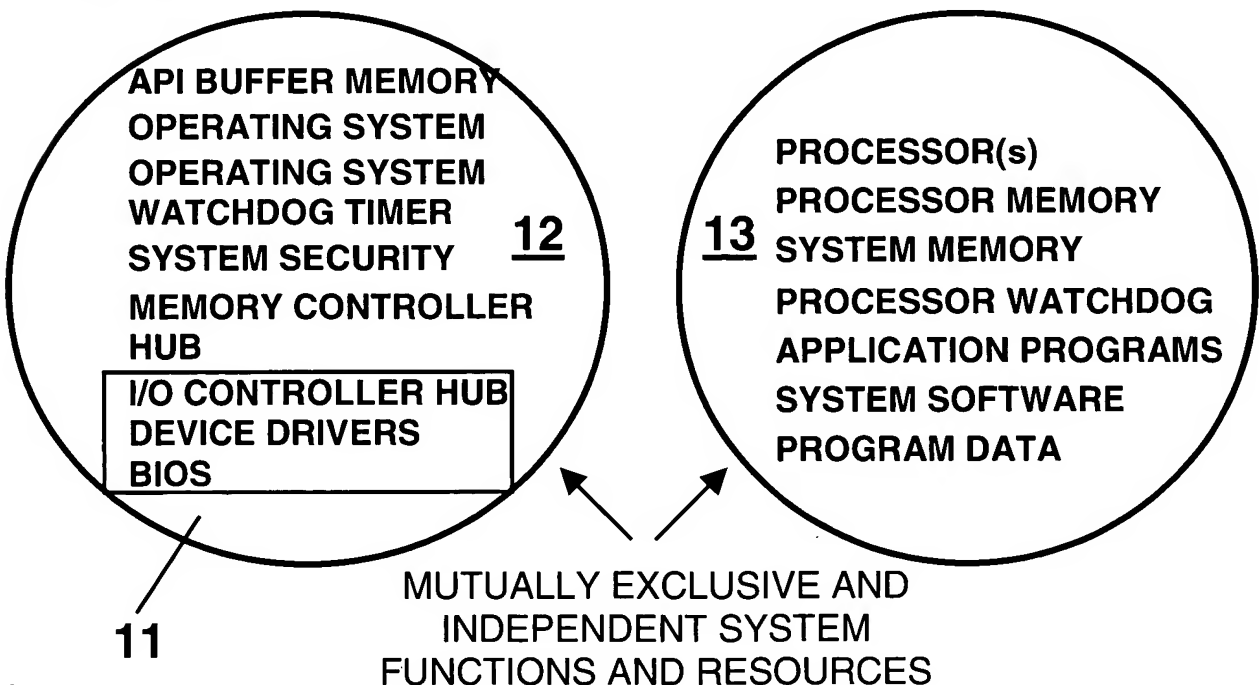 API BUFFER MEMORY
OPERATING SYSTEM
OPERATING SYSTEM
WATCHDOG TIMER
SYSTEM SECURITY
MEMORY CONTROLLER
HUB
I/O CONTROLLER HUB
DEVICE DRIVERS
BIOS
12
13
PROCESSOR(s)
PROCESSOR MEMORY
SYSTEM MEMORY
PROCESSOR WATCHDOG
APPLICATION PROGRAMS
SYSTEM SOFTWARE
PROGRAM DATA
11
MUTUALLY EXCLUSIVE AND
INDEPENDENT SYSTEM
FUNCTIONS AND RESOURCES